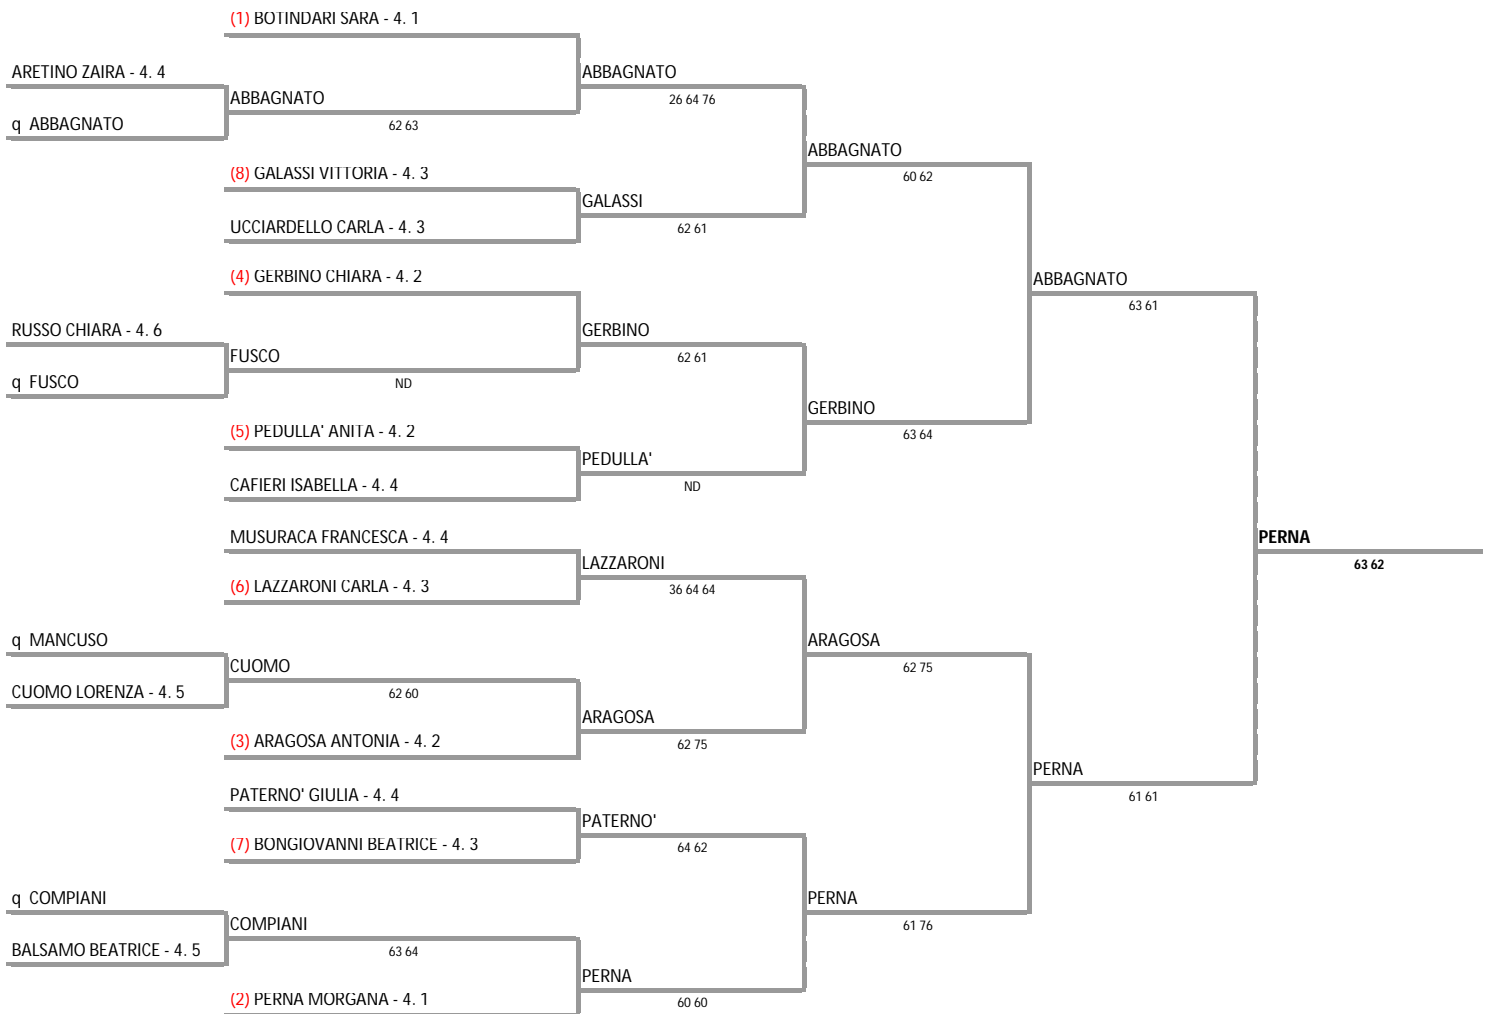 (1) BOTINDARI SARA - 4. 1
ARETINO ZAIRA - 4. 4
ABBAGNATO
ABBAGNATO
26 64 76
q ABBAGNATO
62 63
ABBAGNATO
60 62
(8) GALASSI VITTORIA - 4. 3
GALASSI
62 61
UCCIARDELLO CARLA - 4. 3
(4) GERBINO CHIARA - 4. 2
ABBAGNATO
63 61
RUSSO CHIARA - 4. 6
GERBINO
FUSCO
62 61
q FUSCO
ND
GERBINO
63 64
(5) PEDULLA' ANITA - 4. 2
PEDULLA'
CAFIERI ISABELLA - 4. 4
ND
MUSURACA FRANCESCA - 4. 4
PERNA
63 62
LAZZARONI
(6) LAZZARONI CARLA - 4. 3
36 64 64
q MANCUSO
ARAGOSA
CUOMO
62 75
CUOMO LORENZA - 4. 5
62 60
ARAGOSA
(3) ARAGOSA ANTONIA - 4. 2
62 75
PERNA
61 61
PATERNO' GIULIA - 4. 4
PATERNO'
(7) BONGIOVANNI BEATRICE - 4. 3
64 62
q COMPIANI
PERNA
COMPIANI
61 76
BALSAMO BEATRICE - 4. 5
63 64
PERNA
(2) PERNA MORGANA - 4. 1
60 60